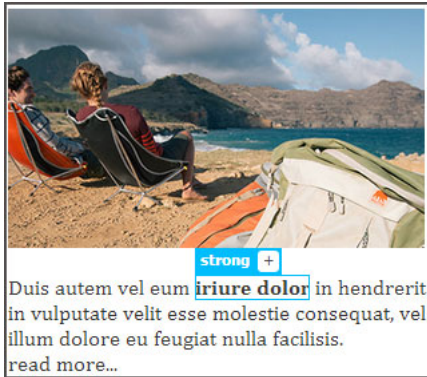 strong +
Duis autem vel eum iriure dolor in hendrerit
in vulputate velit esse molestie consequat, vel
illum dolore eu feugiat nulla facilisis.
read more...